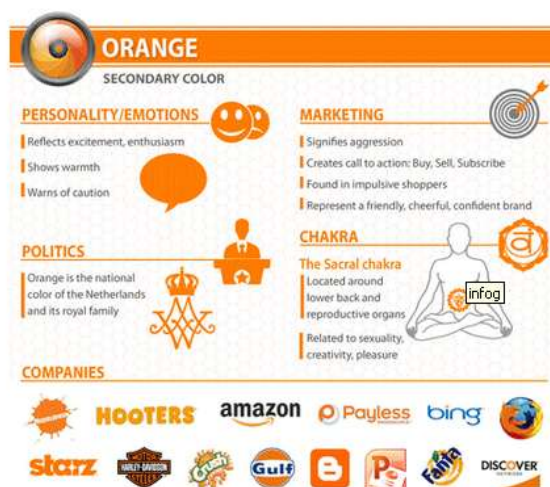 ORANGE
SECONDARY COLOR
PERSONALITY/EMOTIONS
Reflects excitement, enthusiasm
Shows warmth
Warns of caution
MARKETING
Signifies aggression
Creates call to action: Buy, Sell, Subscribe
Found in impulsive shoppers
Represent a friendly, cheerful, confident brand
POLITICS
Orange is the national
color of the Netherlands
and its royal family
CHAKRA
The Sacral chakra
Located around
lower back and
reproductive organs
Related to sexuality,
creativity, pleasure
infog
COMPANIES
HOOTERS
amazon
Payless
bing
starz
HARLEY-DAVIDSON
Crush
Gulf
B
P
Fanta
DISCOVER